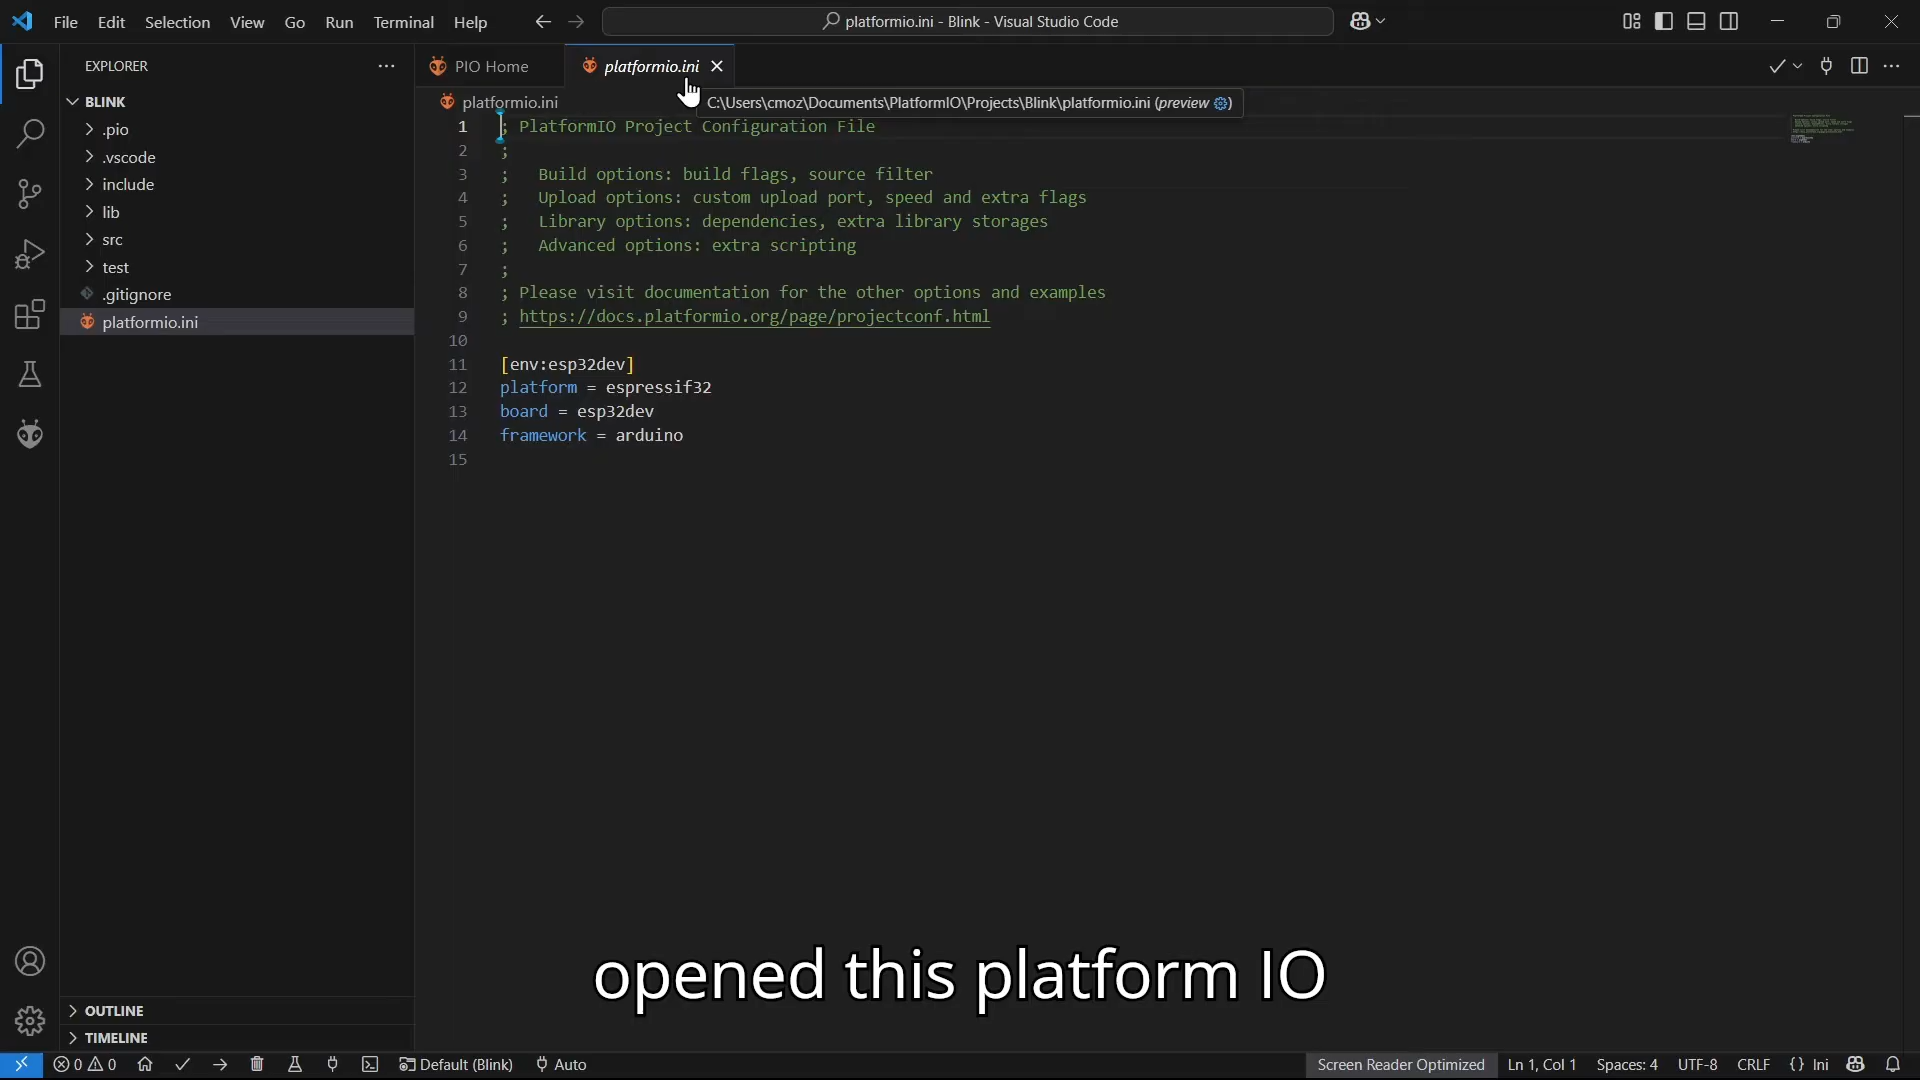 File Edit Selection View Go Run Terminal Help
platformio.ini - Blink - Visual Studio Code
EXPLORER
PIO Home
platformio.ini
BLINK
platformio.ini
C:\Users\cmoz\Documents\PlatformIO\Projects\Blink\platformio.ini (preview)
.pio
.vscode
include
lib
src
test
.gitignore
platformio.ini
1 ; PlatformIO Project Configuration File
2 ;
3 ;   Build options: build flags, source filter
4 ;   Upload options: custom upload port, speed and extra flags
5 ;   Library options: dependencies, extra library storages
6 ;   Advanced options: extra scripting
7 ;
8 ; Please visit documentation for the other options and examples
9 ; https://docs.platformio.org/page/projectconf.html
10
11 [env:esp32dev]
12 platform = espressif32
13 board = esp32dev
14 framework = arduino
15
opened this platform IO
OUTLINE
TIMELINE
0 0 Default (Blink) Auto Screen Reader Optimized Ln 1, Col 1 Spaces: 4 UTF-8 CRLF {} Ini